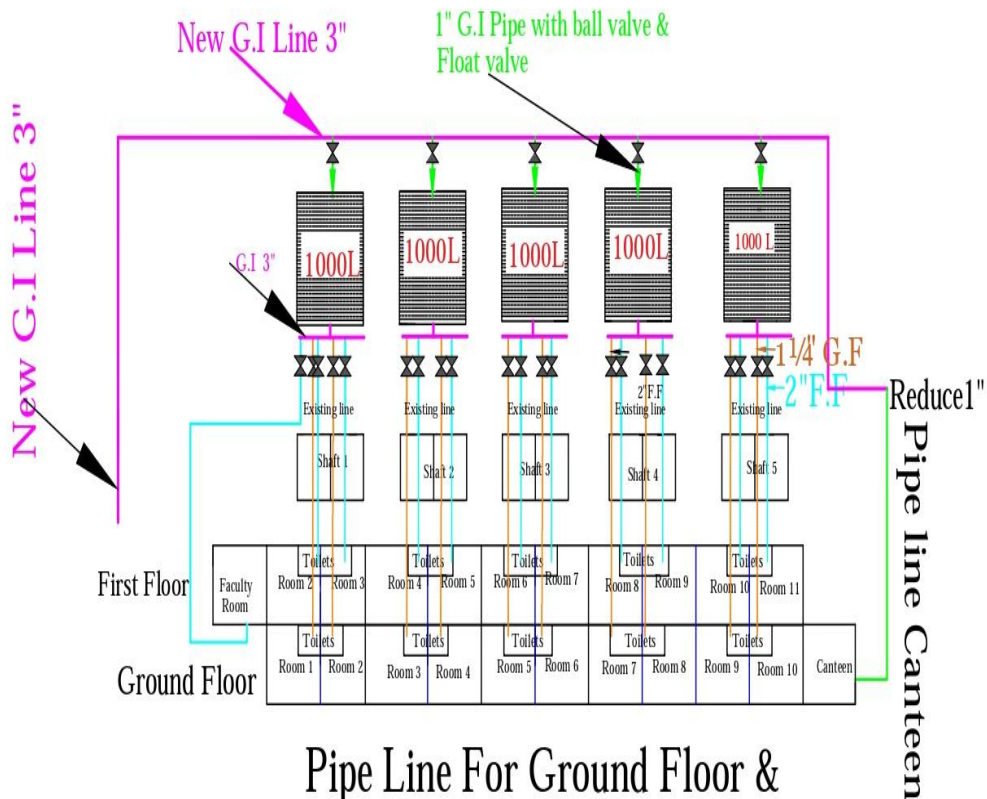 New G.I Line 3"
1" G.I Pipe with ball valve &
Float valve
New G.I Line 3"
1000L
1000L
1000L
1000L
1000 L
G.I 3"
1 1/4" G.F
2"F.F
2"F.F
Reduce1"
Existing line
Existing line
Existing line
Existing line
Existing line
Shaft 1
Shaft 2
Shaft 3
Shaft 4
Shaft 5
Pipe line Canteen
First Floor
Faculty
Room
Toilets
Toilets
Toilets
Toilets
Toilets
Room 2
Room 3
Room 4
Room 5
Room 6
Room 7
Room 8
Room 9
Room 10
Room 11
Ground Floor
Toilets
Toilets
Toilets
Toilets
Toilets
Room 1
Room 2
Room 3
Room 4
Room 5
Room 6
Room 7
Room 8
Room 9
Room 10
Canteen
Pipe Line For Ground Floor &